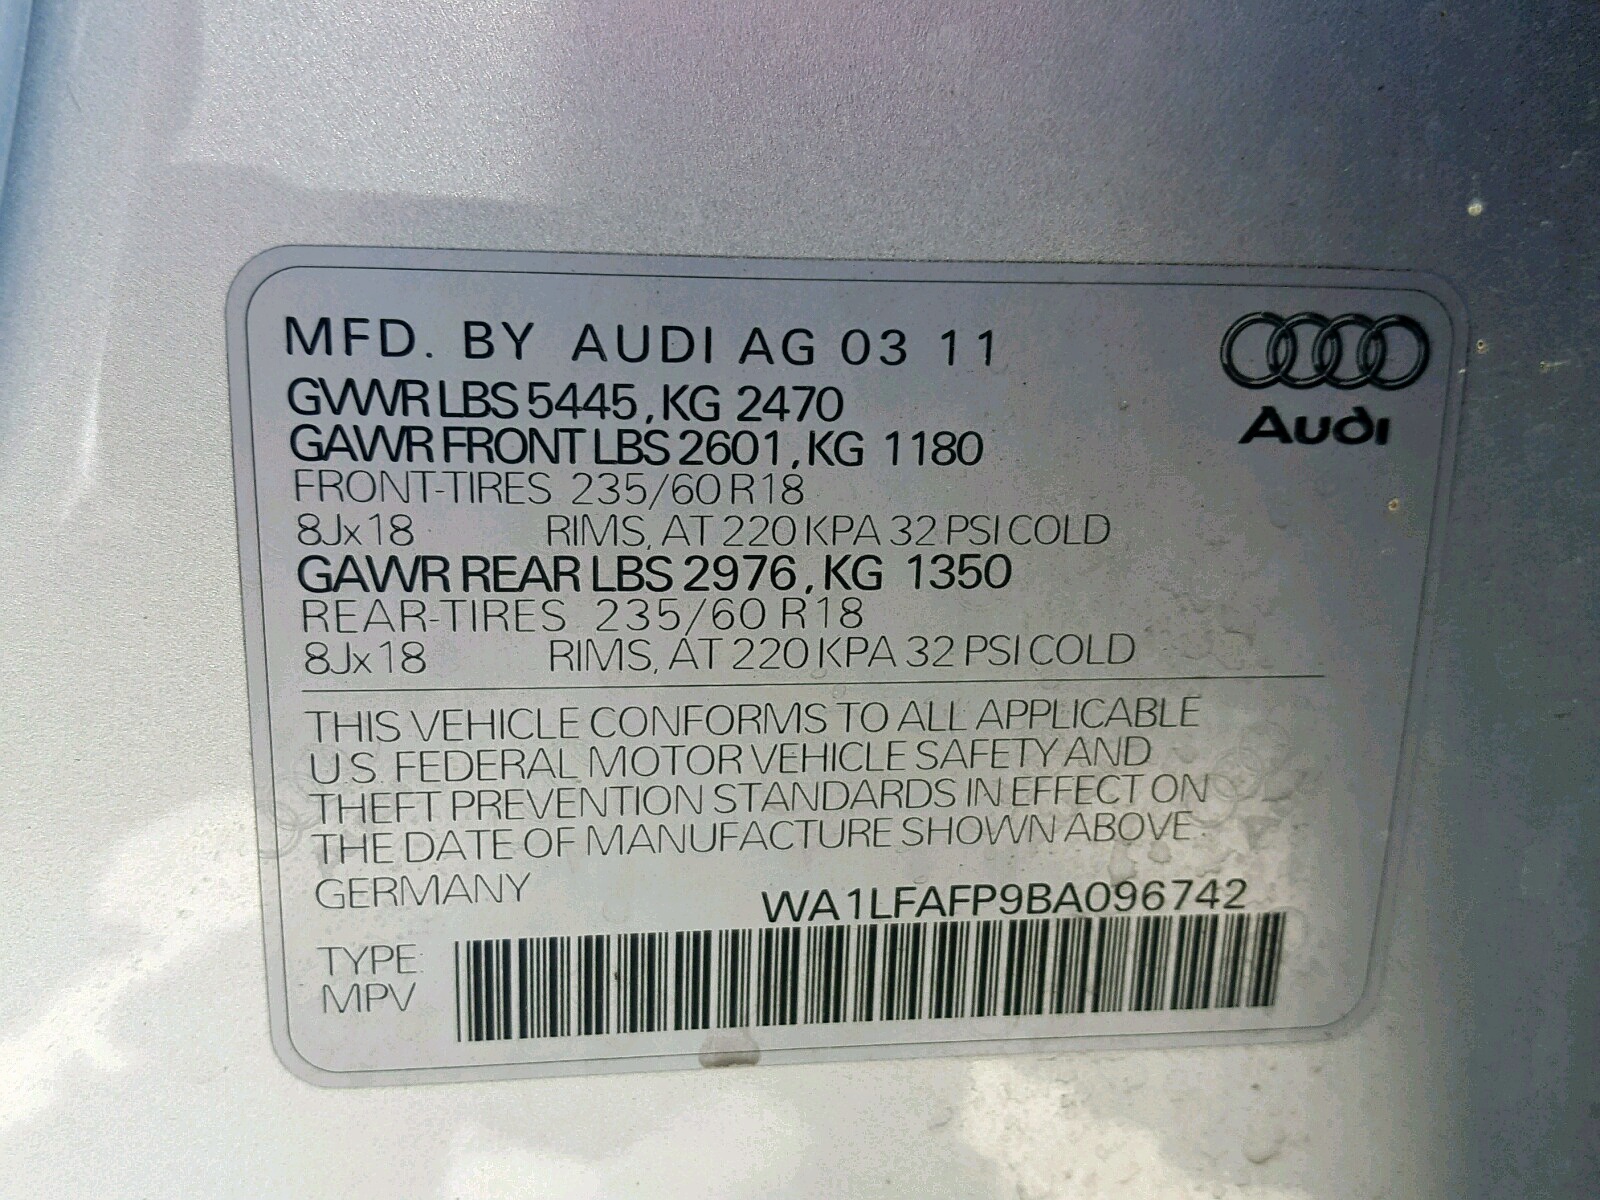 MFD. BY AUDI AG 03 11
GVWR LBS 5445, KG 2470
GAWR FRONT LBS 2601, KG 1180
FRONT-TIRES 235/60 R18
8Jx18 RIMS, AT 220 KPA 32 PSI COLD
GAWR REAR LBS 2976, KG 1350
REAR-TIRES 235/60 R18
8Jx18 RIMS, AT 220 KPA 32 PSI COLD
Audi
THIS VEHICLE CONFORMS TO ALL APPLICABLE
U.S. FEDERAL MOTOR VEHICLE SAFETY AND
THEFT PREVENTION STANDARDS IN EFFECT ON
THE DATE OF MANUFACTURE SHOWN ABOVE.
GERMANY WA1LFAFP9BA096742
TYPE:
MPV